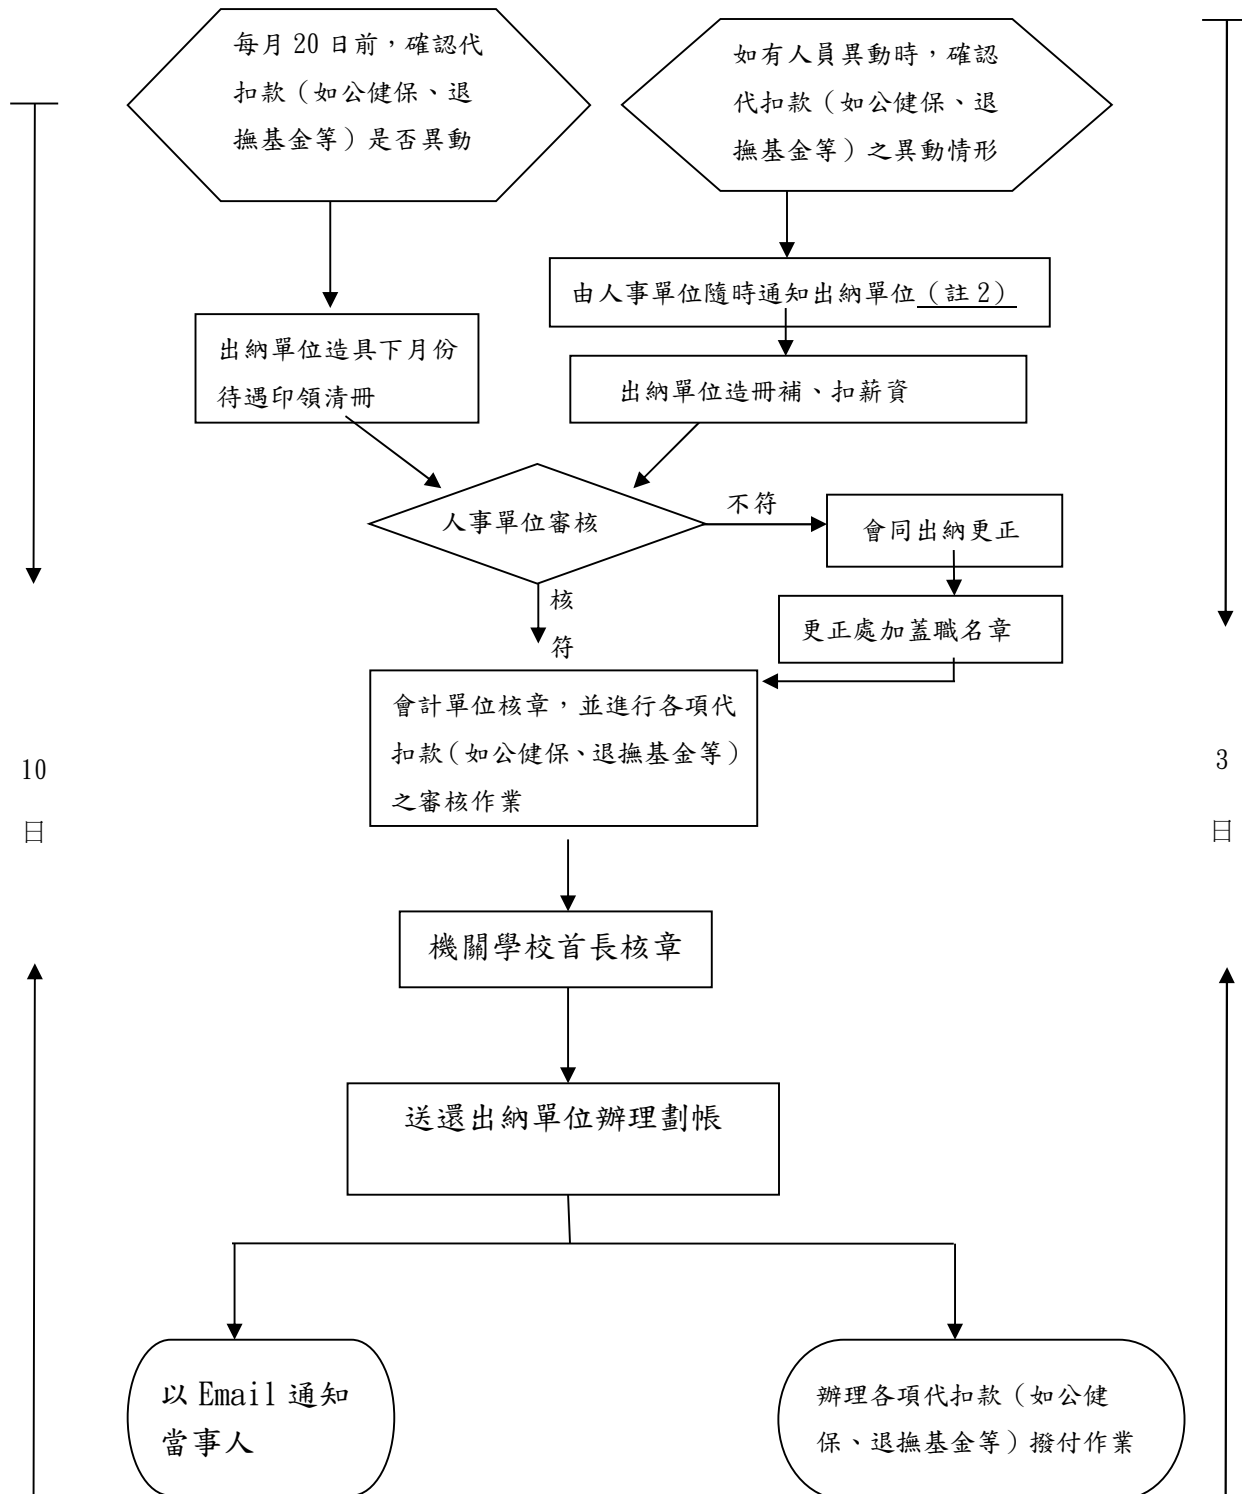 每月 20 日前，確認代
扣款（如公健保、退
撫基金等）是否異動
如有人員異動時，確認
代扣款（如公健保、退
撫基金等）之異動情形
由人事單位隨時通知出納單位（註 2）
出納單位造具下月份
待遇印領清冊
出納單位造冊補、扣薪資
人事單位審核
不符
會同出納更正
核
符
更正處加蓋職名章
會計單位核章，並進行各項代
扣款（如公健保、退撫基金等）
之審核作業
10
日
3
日
機關學校首長核章
送還出納單位辦理劃帳
以 Email 通知
當事人
辦理各項代扣款（如公健
保、退撫基金等）撥付作業